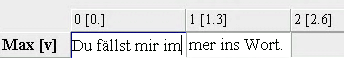 0 [0.] 1 [1.3] 2 [2.6]
Max [v] Du fällst mir im mer ins Wort.